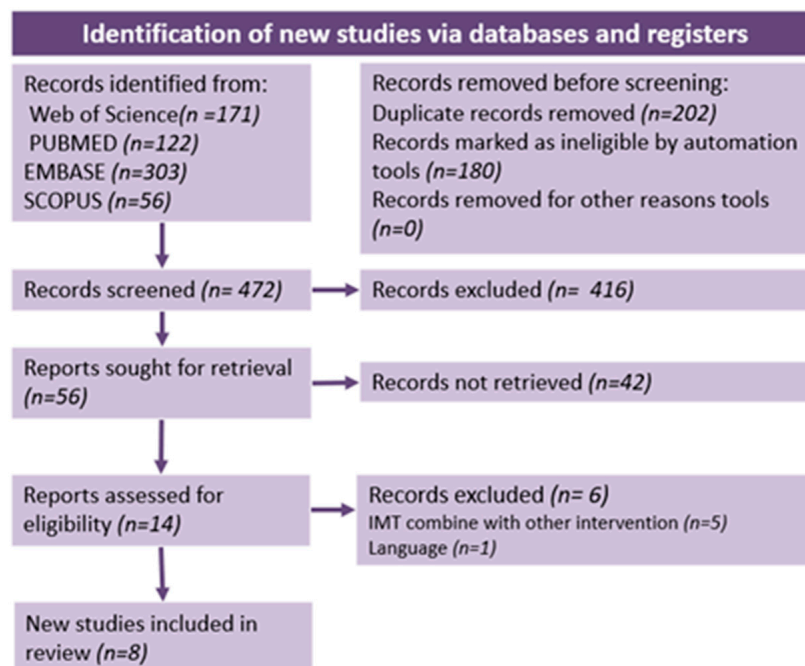 Identification of new studies via databases and registers
Records identified from:
Web of Science(n =171)
PUBMED (n=122)
EMBASE (n=303)
SCOPUS (n=56)
Records removed before screening:
Duplicate records removed (n=202)
Records marked as ineligible by automation
tools (n=180)
Records removed for other reasons tools
(n=0)
Records screened (n= 472)
Records excluded (n=  416)
Reports sought for retrieval
(n=56)
Records not retrieved (n=42)
Reports assessed for
eligibility (n=14)
Records excluded (n= 6)
IMT combine with other intervention (n=5)
Language (n=1)
New studies included in
review (n=8)